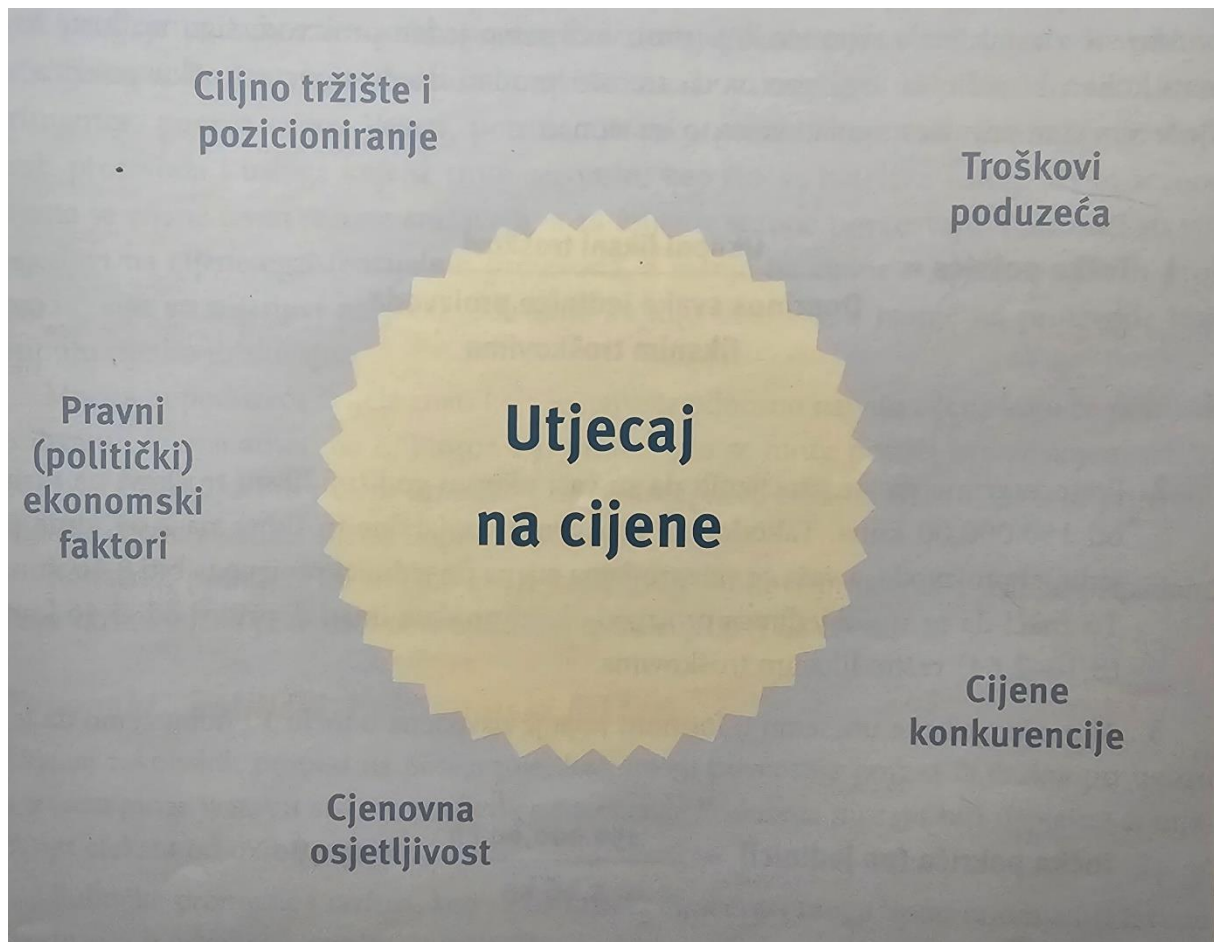 Ciljno tržište i
pozicioniranje
Troškovi
poduzeća
Pravni
(politički)
ekonomski
faktori
Utjecaj
na cijene
Cijene
konkurencije
Cjenovna
osjetljivost